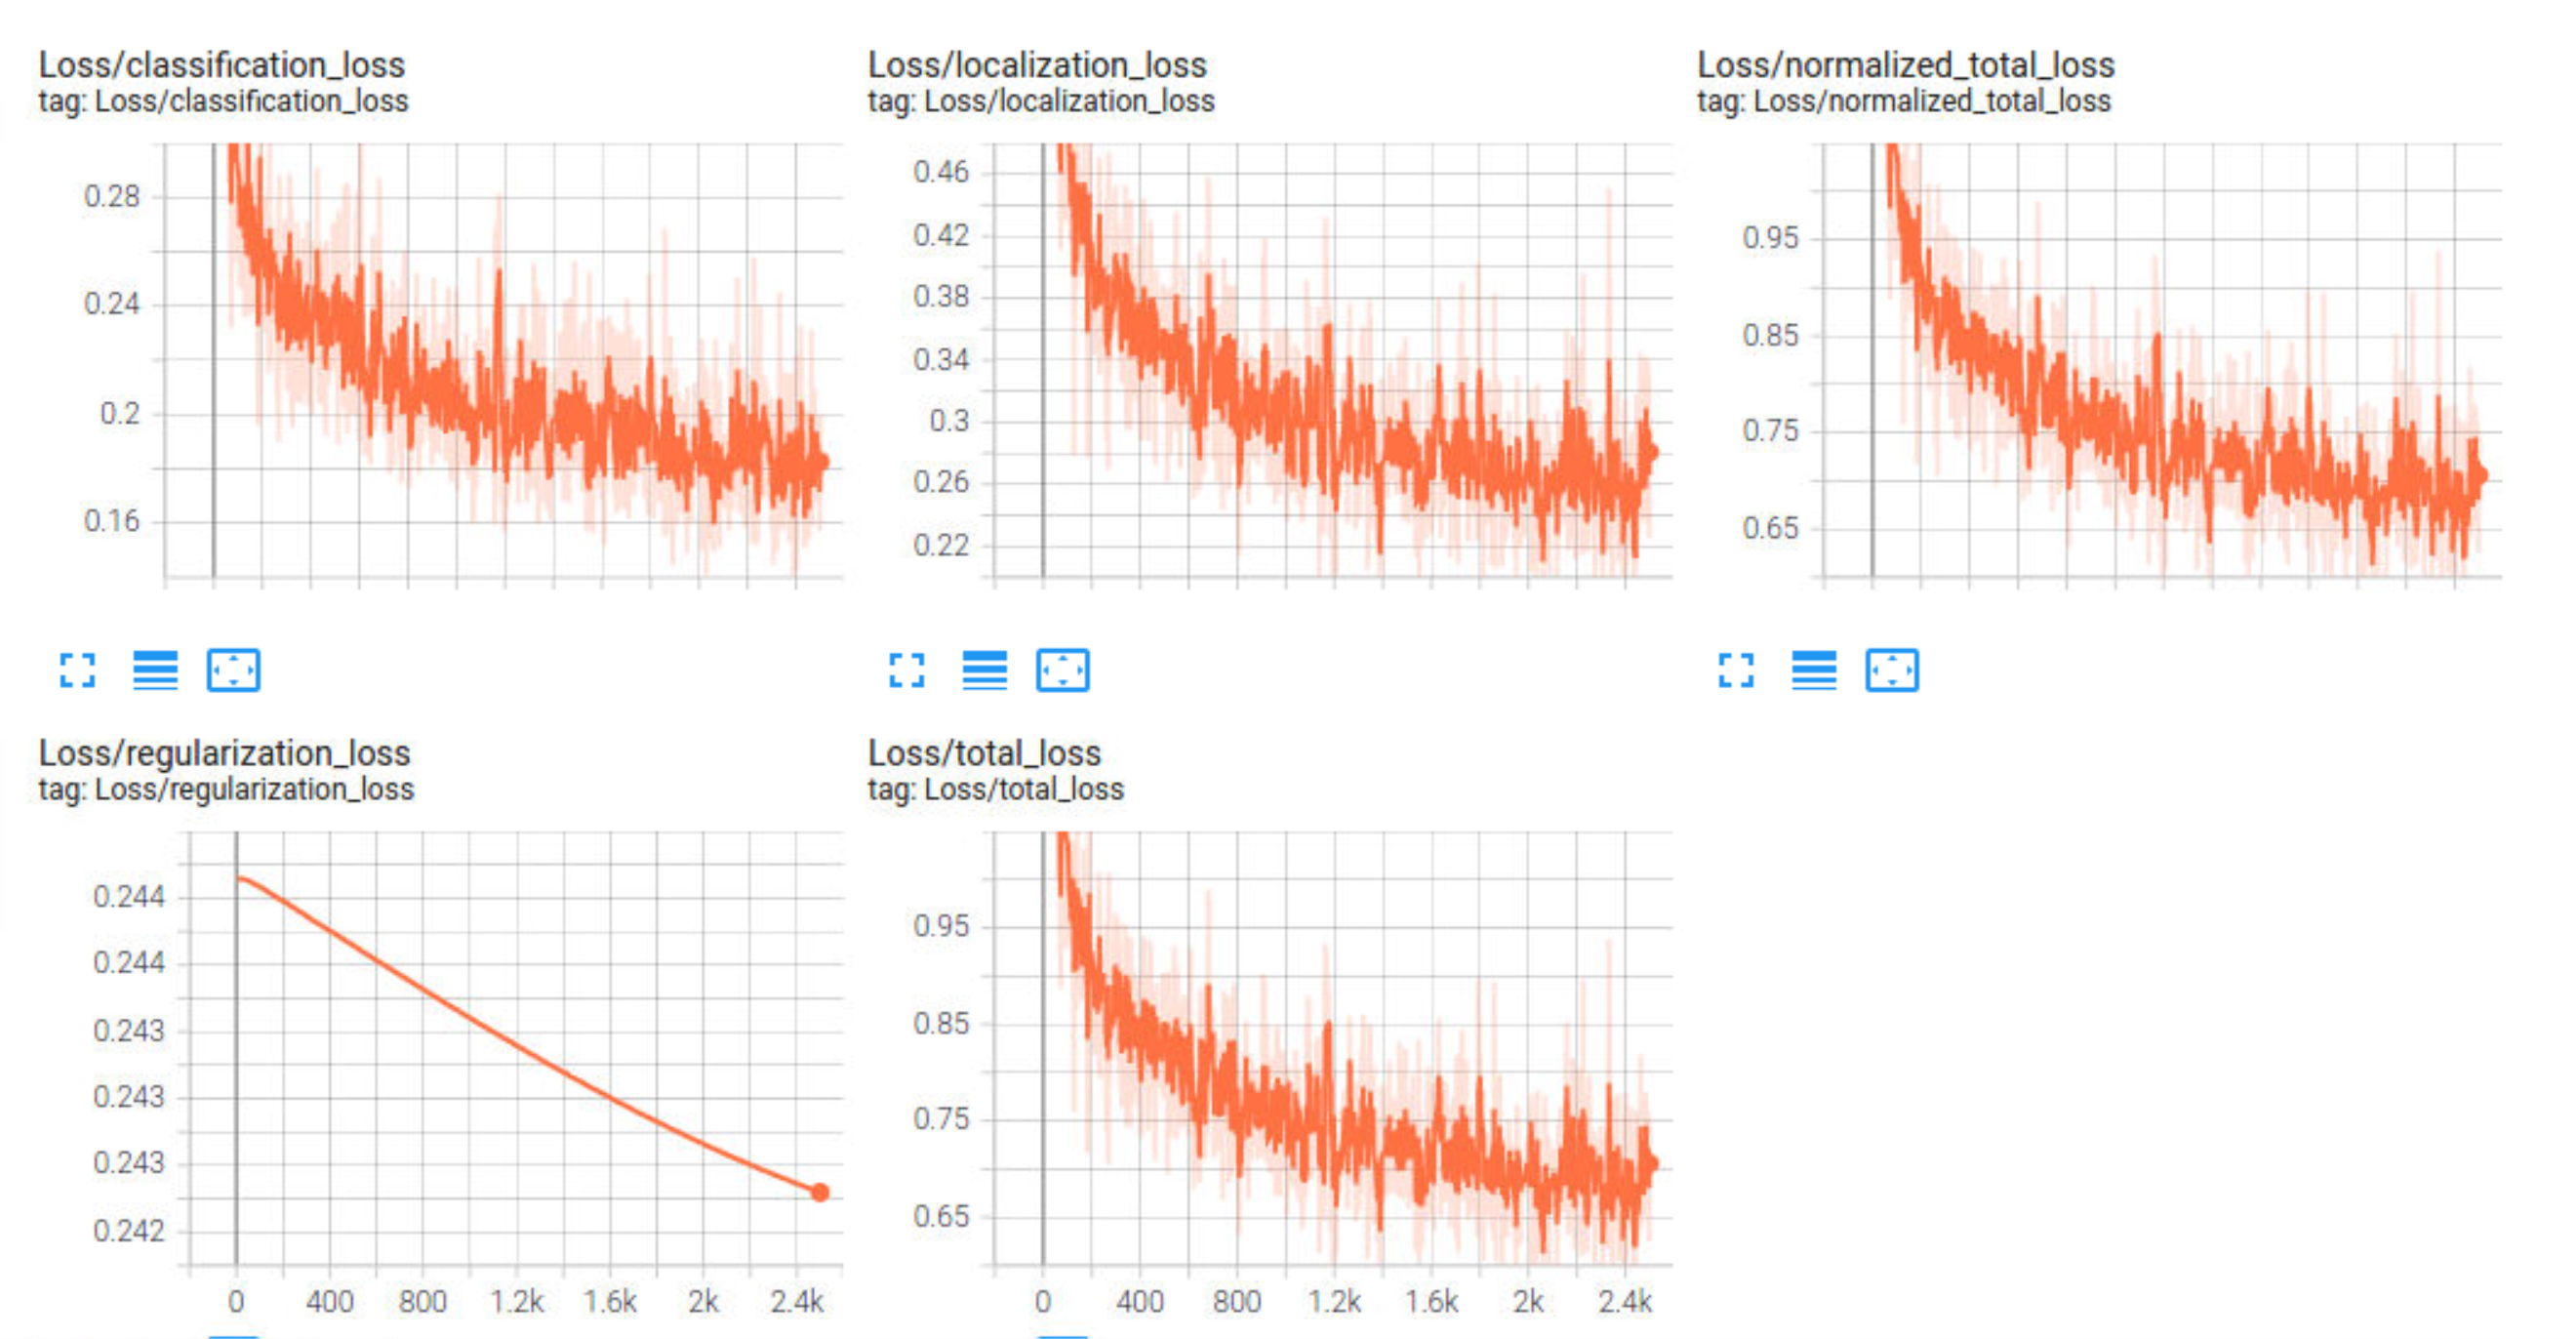 Loss/classification_loss
tag: Loss/classification_loss
0.28
0.24
0.2
0.16
Loss/localization_loss
tag: Loss/localization_loss
0.46
0.42
0.38
0.34
0.3
0.26
0.22
Loss/normalized_total_loss
tag: Loss/normalized_total_loss
0.95
0.85
0.75
0.65
Loss/regularization_loss
tag: Loss/regularization_loss
0.244
0.244
0.243
0.243
0.243
0.242
0 400 800 1.2k 1.6k 2k 2.4k
Loss/total_loss
tag: Loss/total_loss
0.95
0.85
0.75
0.65
0 400 800 1.2k 1.6k 2k 2.4k